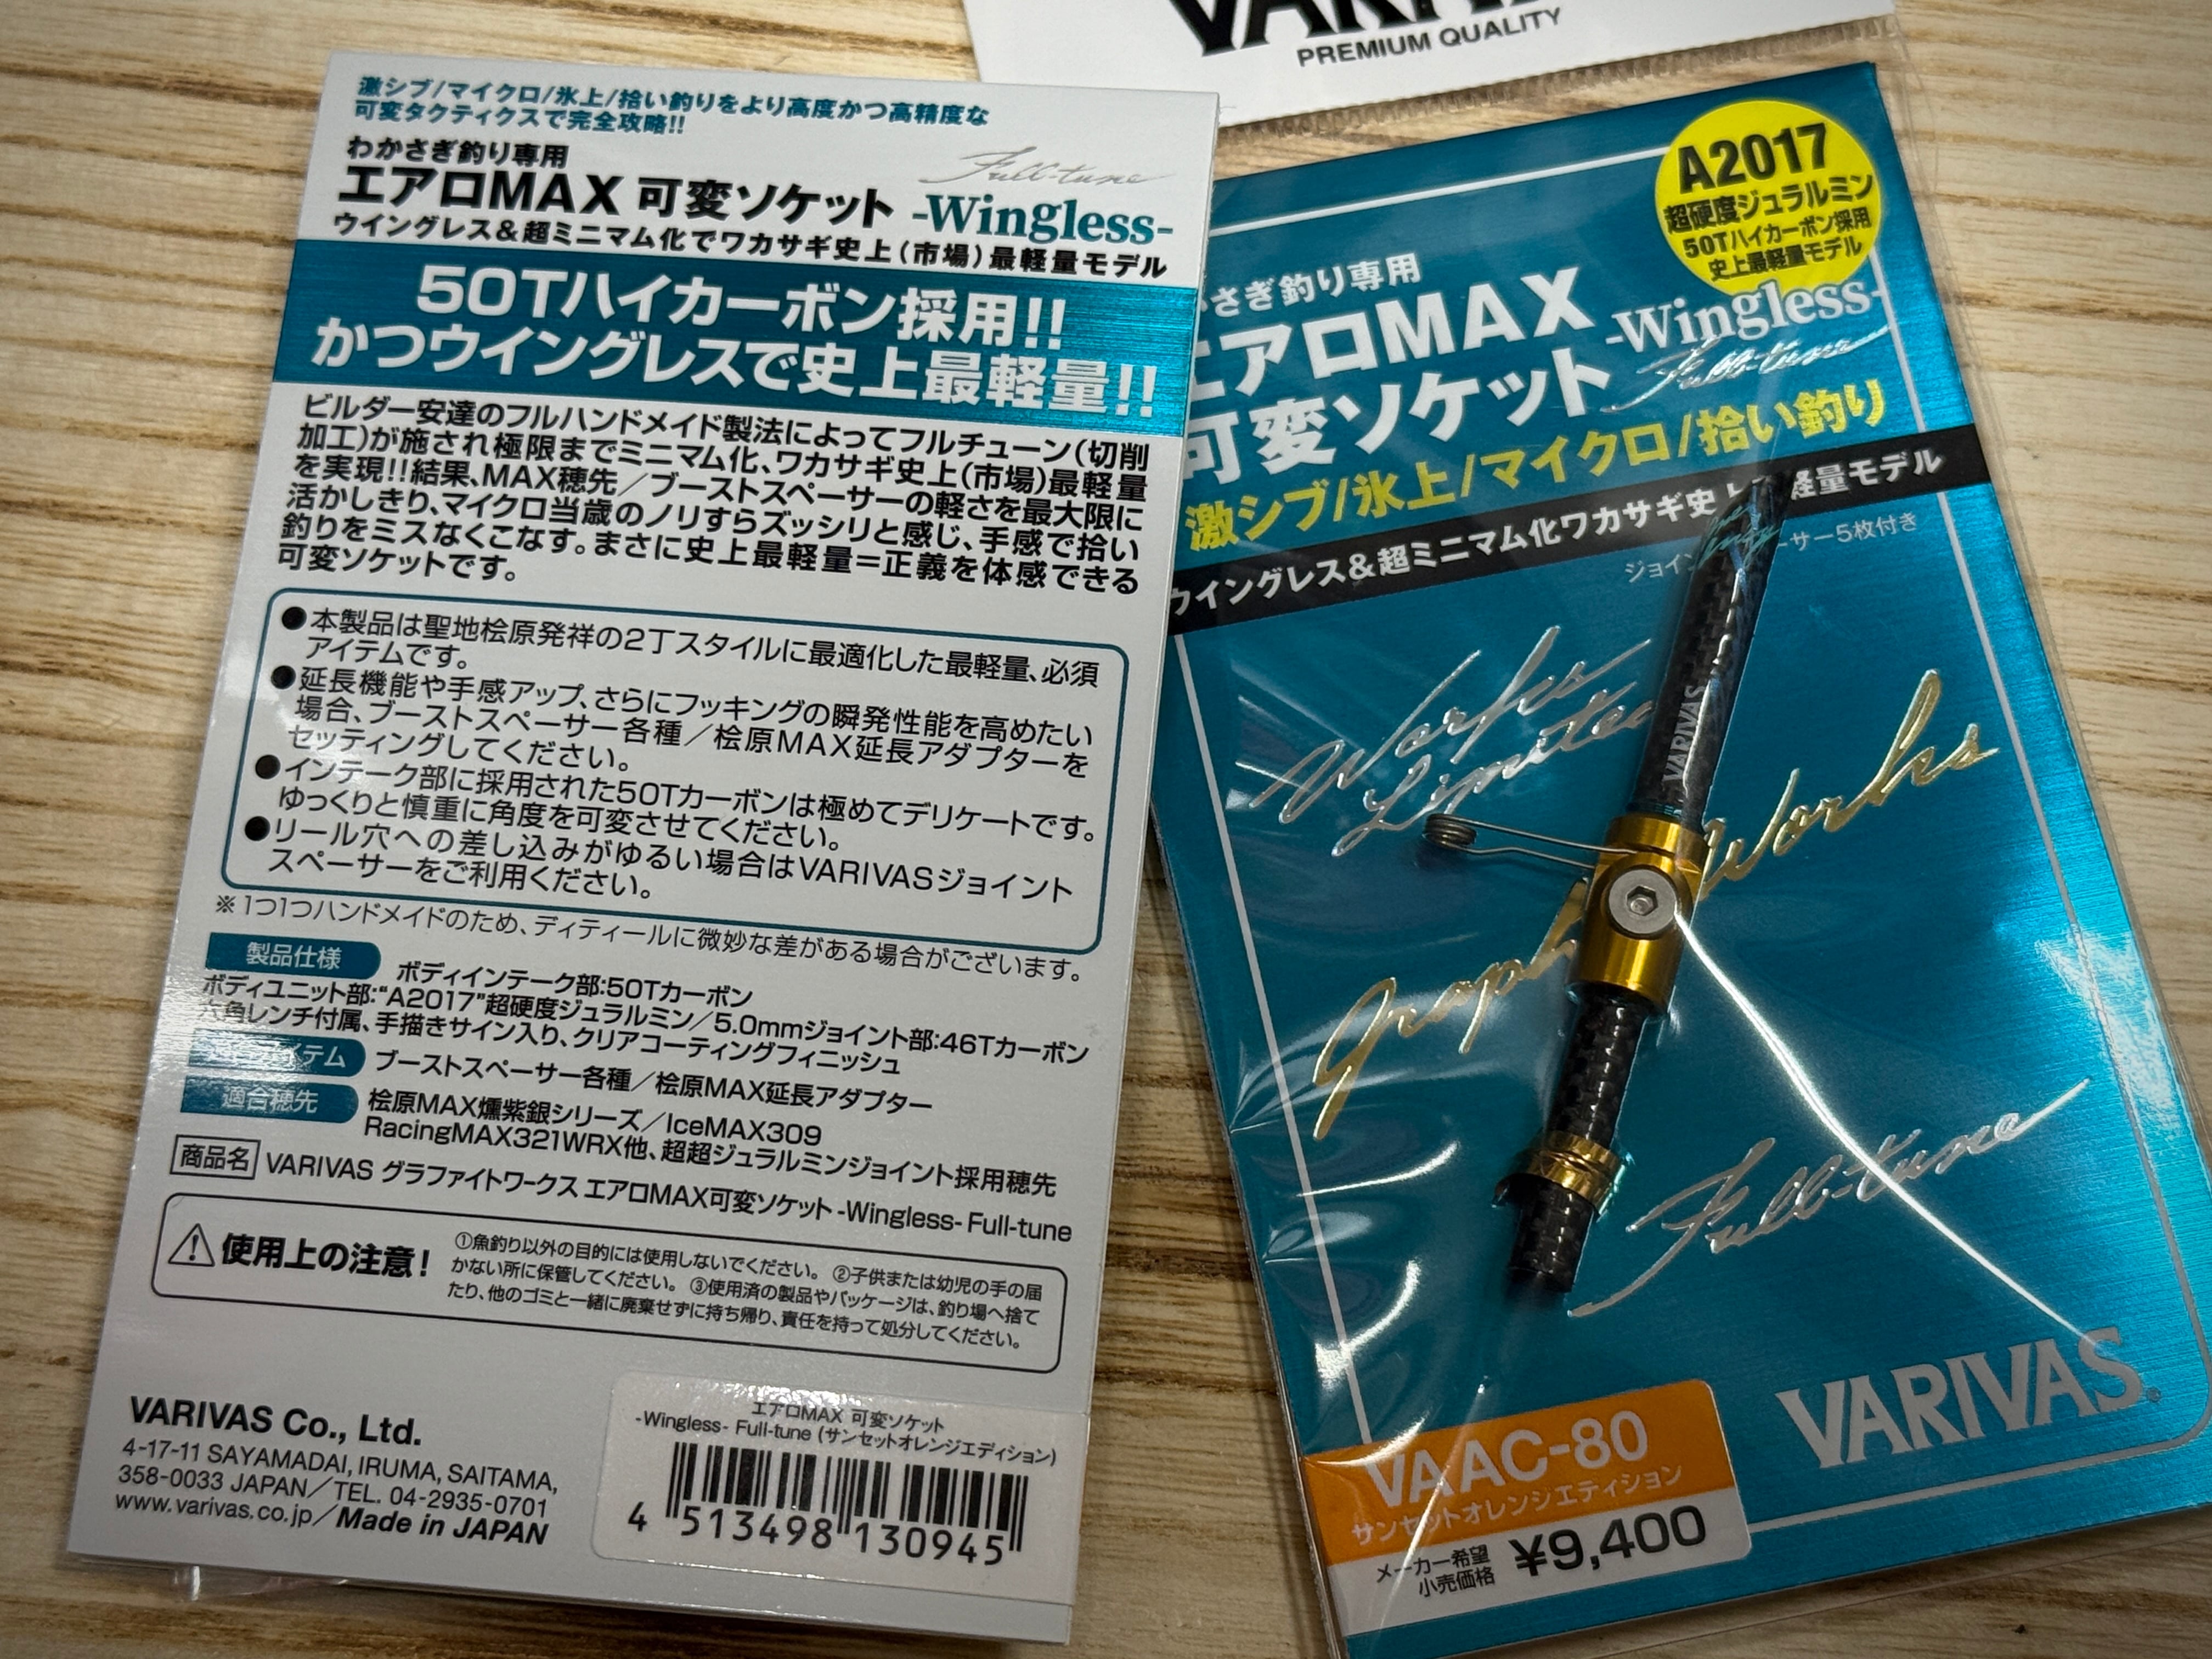 激シブ/マイクロ/氷上/拾い釣りをより高度かつ高精度な
可変タクティクスで完全攻略!!
わかさぎ釣り専用
エアロMAX 可変ソケット -Wingless-
Full-tune
ウイングレス&超ミニマム化でワカサギ史上(市場)最軽量モデル
50Tハイカーボン採用!!
かつウイングレスで史上最軽量!!
ビルダー安達のフルハンドメイド製法によってフルチューン(切削
加工)が施され極限までミニマム化、ワカサギ史上(市場)最軽量
を実現!!結果、MAX穂先/ブーストスペーサーの軽さを最大限に
活かしきり、マイクロ当歳のノリすらズッシリと感じ、手感で拾い
釣りをミスなくこなす。まさに史上最軽量=正義を体感できる
可変ソケットです。
●本製品は聖地桧原発祥の2丁スタイルに最適化した最軽量、必須
アイテムです。
●延長機能や手感アップ、さらにフッキングの瞬発性能を高めたい
場合、ブーストスペーサー各種/桧原MAX延長アダプターを
セッティングしてください。
●インテーク部に採用された50Tカーボンは極めてデリケートです。
ゆっくりと慎重に角度を可変させてください。
●リール穴への差し込みがゆるい場合はVARIVASジョイント
スペーサーをご利用ください。
※1つ1つハンドメイドのため、ディティールに微妙な差がある場合がございます。
製品仕様 ボディインテーク部:50Tカーボン
ボディユニット部:“A2017”超硬度ジュラルミン/5.0mmジョイント部:46Tカーボン
六角レンチ付属、手描きサイン入り、クリアコーティングフィニッシュ
イテム ブーストスペーサー各種/桧原MAX延長アダプター
適合穂先 桧原MAX燻紫銀シリーズ/IceMAX309
RacingMAX321WRX他、超超ジュラルミンジョイント採用穂先
商品名 VARIVAS グラファイトワークス エアロMAX可変ソケット -Wingless- Full-tune
使用上の注意!
①魚釣り以外の目的には使用しないでください。 ②子供または幼児の手の届
かない所に保管してください。 ③使用済の製品やパッケージは、釣り場へ捨て
たり、他のゴミと一緒に廃棄せずに持ち帰り、責任を持って処分してください。
VARIVAS Co., Ltd.
4-17-11 SAYAMADAI, IRUMA, SAITAMA,
358-0033 JAPAN/TEL. 04-2935-0701
www.varivas.co.jp/Made in JAPAN
エアロMAX 可変ソケット
-Wingless- Full-tune (サンセットオレンジエディション)
4 513498 130945
PREMIUM QUALITY
A2017
超硬度ジュラルミン
50Tハイカーボン採用
史上最軽量モデル
さぎ釣り専用
エアロMAX -Wingless-
可変ソケット Full-tune
激シブ/氷上/マイクロ/拾い釣り
ウイングレス&超ミニマム化ワカサギ史上 軽量モデル
ジョイン サー5枚付き
Works
Limited
VARIVAS
Graph Works
Full-tune
VARIVAS
VAAC-80
サンセットオレンジエディション
メーカー希望
小売価格 ¥9,400